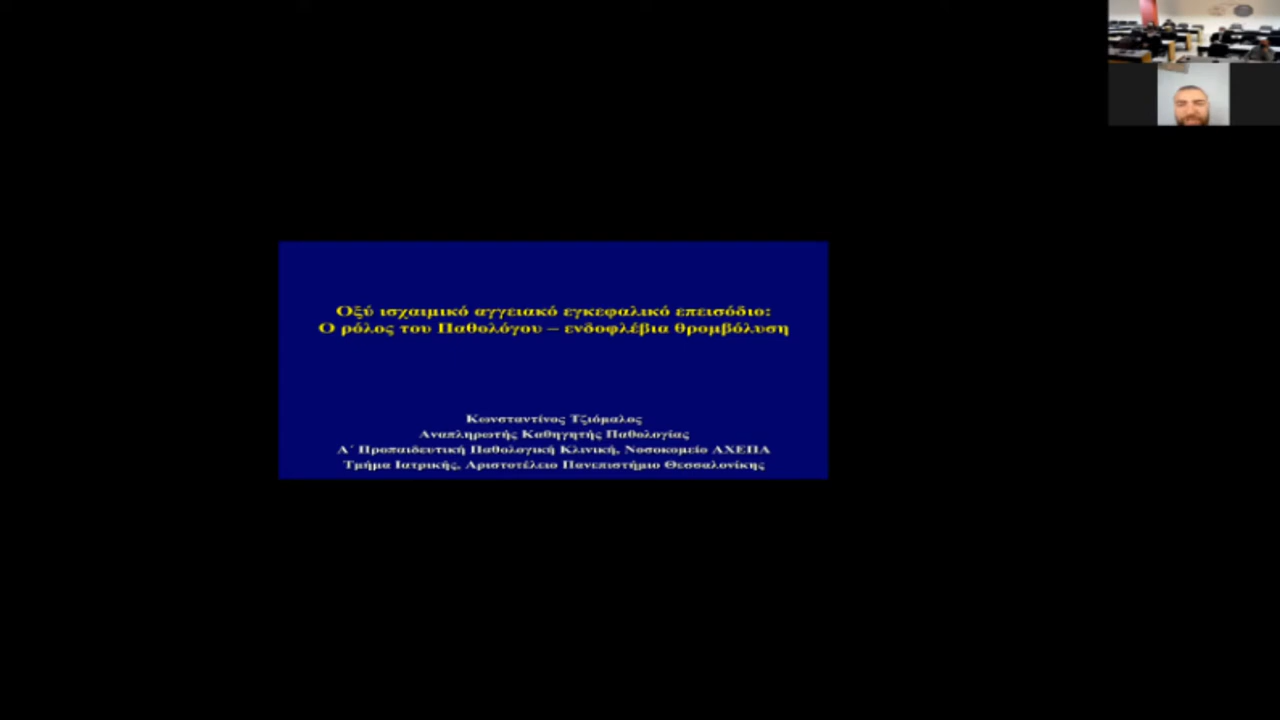 Οξύ ισχαιμικό αγγειακό εγκεφαλικό επεισόδιο:
Ο ρόλος του Παθολόγου – ενδοφλέβια θρομβόλυση
Κωνσταντίνος Τζιόμαλος
Αναπληρωτής Καθηγητής Παθολογίας
Α΄ Προπαιδευτική Παθολογική Κλινική, Νοσοκομείο ΑΧΕΠΑ
Τμήμα Ιατρικής, Αριστοτέλειο Πανεπιστήμιο Θεσσαλονίκης